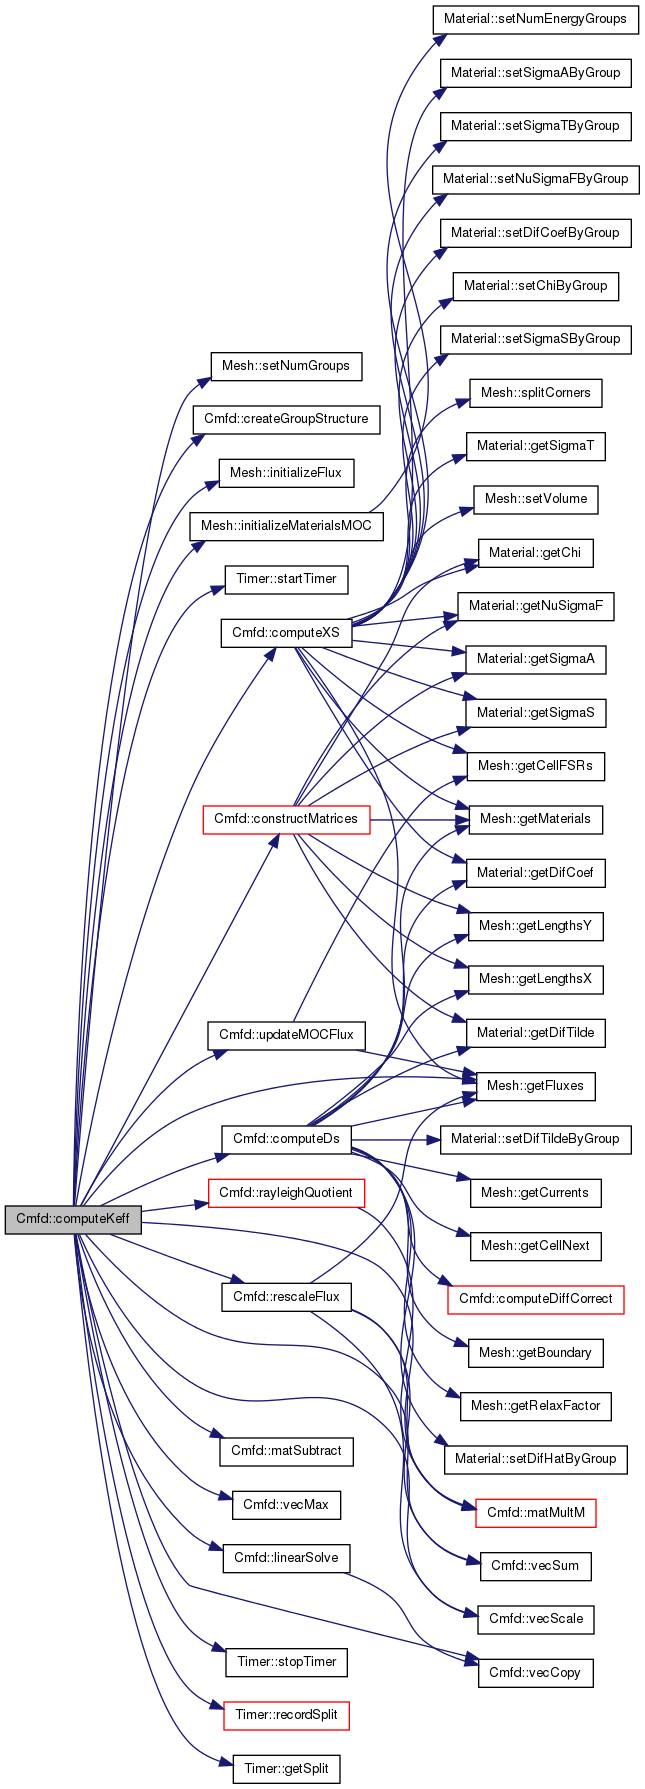 Material::setNumEnergyGroups
Material::setSigmaAByGroup
Material::setSigmaTByGroup
Material::setNuSigmaFByGroup
Material::setDifCoefByGroup
Material::setChiByGroup
Material::setSigmaSByGroup
Mesh::setNumGroups
Mesh::splitCorners
Cmfd::createGroupStructure
Material::getSigmaT
Mesh::initializeFlux
Mesh::setVolume
Mesh::initializeMaterialsMOC
Material::getChi
Timer::startTimer
Material::getNuSigmaF
Cmfd::computeXS
Material::getSigmaA
Material::getSigmaS
Mesh::getCellFSRs
Cmfd::constructMatrices
Mesh::getMaterials
Material::getDifCoef
Mesh::getLengthsY
Mesh::getLengthsX
Cmfd::updateMOCFlux
Material::getDifTilde
Mesh::getFluxes
Cmfd::computeDs
Material::setDifTildeByGroup
Cmfd::rayleighQuotient
Mesh::getCurrents
Cmfd::computeKeff
Mesh::getCellNext
Cmfd::rescaleFlux
Cmfd::computeDiffCorrect
Mesh::getBoundary
Mesh::getRelaxFactor
Cmfd::matSubtract
Material::setDifHatByGroup
Cmfd::vecMax
Cmfd::matMultM
Cmfd::linearSolve
Cmfd::vecSum
Cmfd::vecScale
Timer::stopTimer
Cmfd::vecCopy
Timer::recordSplit
Timer::getSplit